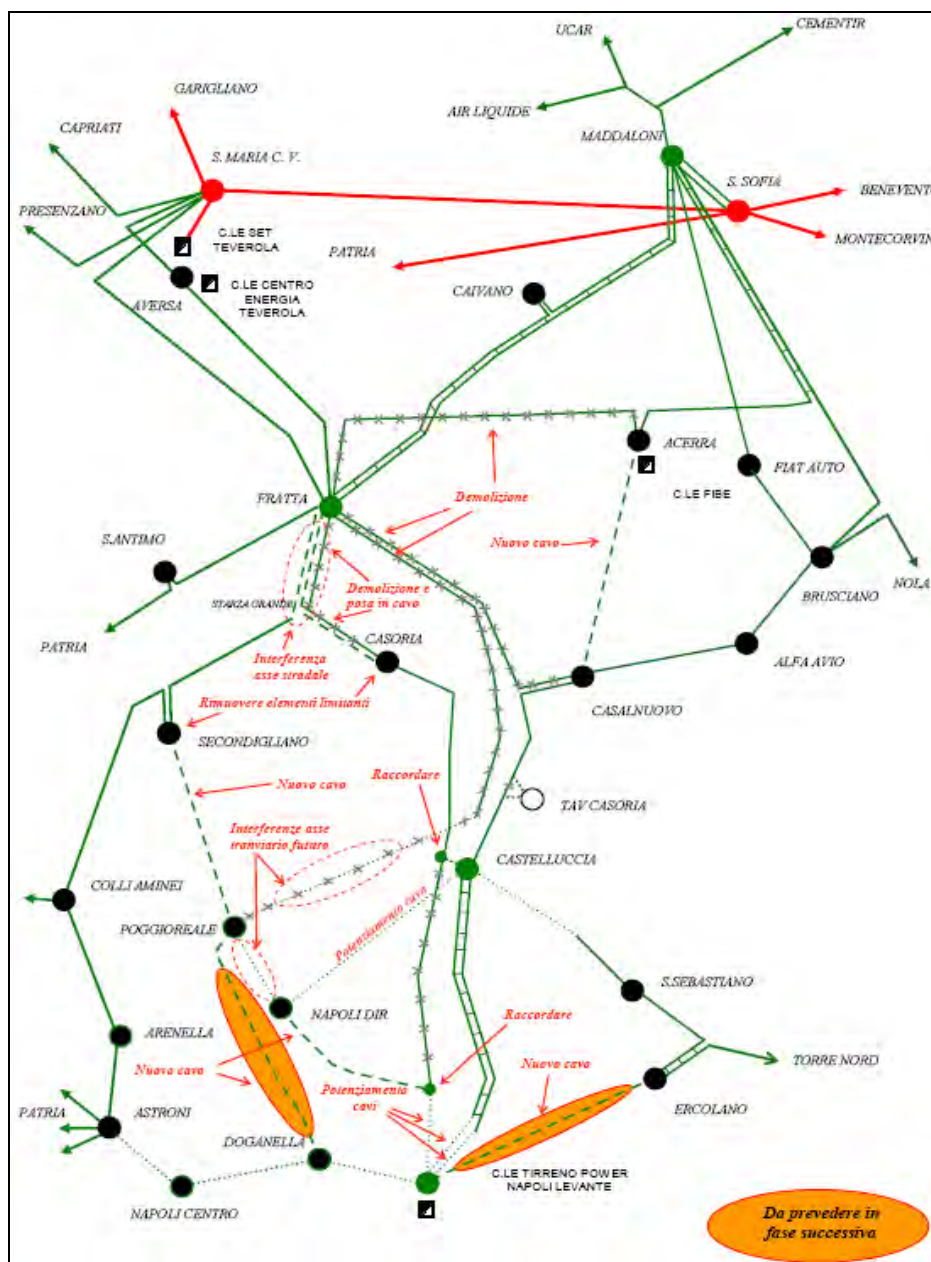 UCAR
CEMENTIR
GARIGLIANO
AIR LIQUIDE
CAPRIATI
MADDALONI
S. MARIA C. V.
S. SOFIA
BENEVENTO
PRESENZANO
C.LE SET
TEVEROLA
MONTECORVIN
PATRIA
C.LE CENTRO
ENERGIA
TEVEROLA
CAIVANO
AVERSA
ACERRA
FIAT AUTO
C.LE FIBE
FRATTA
Demolizione
S.ANTIMO
Nuovo cavo
NOLA
BRUSCIANO
Demolizione e
posa in cavo
STARZA GRANDE
CASORIA
PATRIA
Interferenza
asse stradale
ALFA AVIO
CASALNUOVO
Rimuovere elementi limitanti
SECONDIGLIANO
Nuovo cavo
Raccordare
TAV CASORIA
Interferenze asse
tranviario futuro
CASTELLUCCIA
COLLI AMINEI
POGGIOREALE
Potenziamento cavo
S.SEBASTIANO
NAPOLI DIR
Raccordare
ARENELLA
Nuovo cavo
Nuovo cavo
TORRE NORD
Potenziamento
cavi
PATRIA
ASTRONI
ERCOLANO
DOGANELLA
C.LE TIRRENO POWER
NAPOLI LEVANTE
NAPOLI CENTRO
Da prevedere in
fase successiva